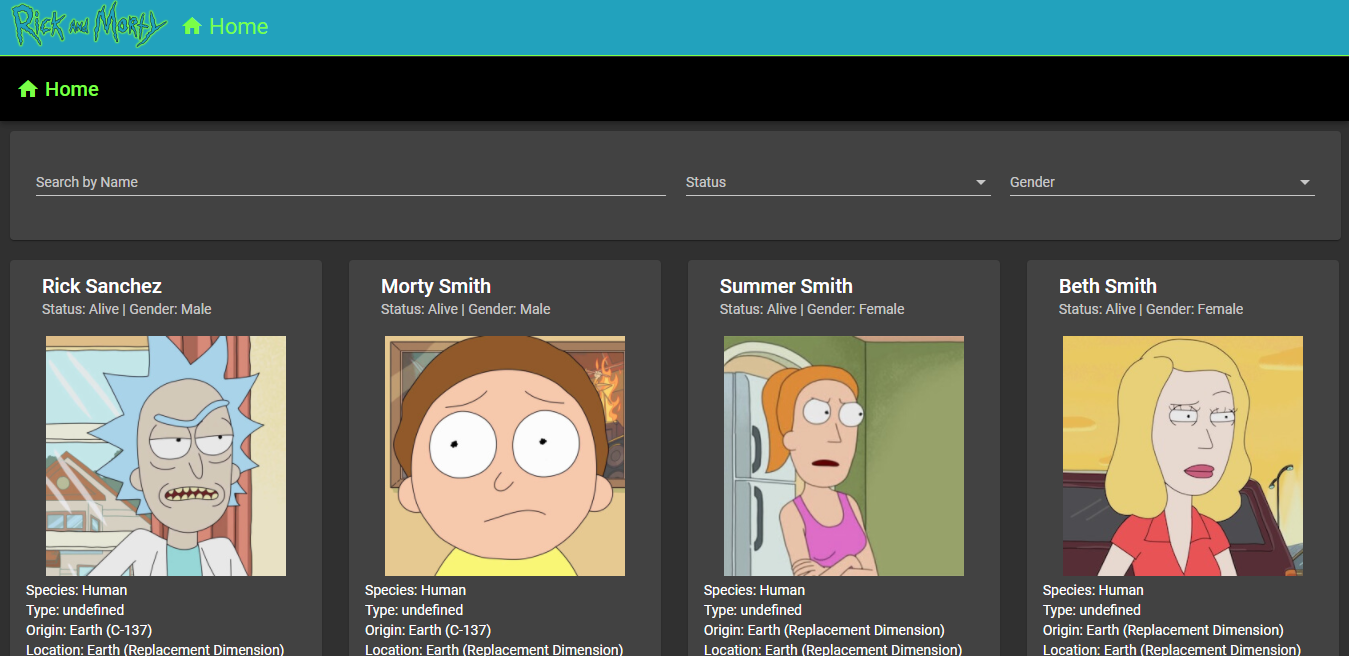 Rick and Morty Home
Home
Search by Name Status Gender
Rick Sanchez Morty Smith Summer Smith Beth Smith
Status: Alive | Gender: Male Status: Alive | Gender: Male Status: Alive | Gender: Female Status: Alive | Gender: Female
Species: Human Species: Human Species: Human Species: Human
Type: undefined Type: undefined Type: undefined Type: undefined
Origin: Earth (C-137) Origin: Earth (C-137) Origin: Earth (Replacement Dimension) Origin: Earth (Replacement Dimension)
Location: Earth (Replacement Dimension) Location: Earth (Replacement Dimension) Location: Earth (Replacement Dimension) Location: Earth (Replacement Dimension)